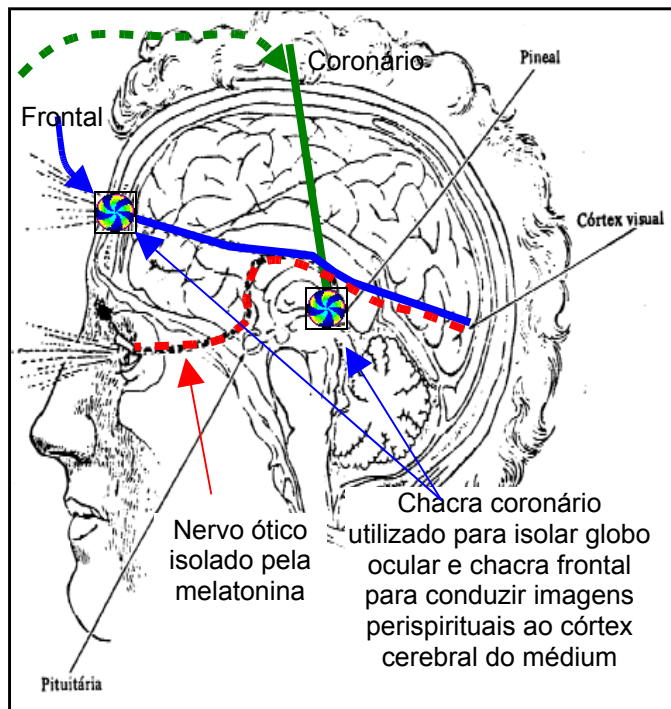 Coronário
Pineal
Frontal
Córtex visual
Nervo ótico
isolado pela
melatonina
Chacra coronário
utilizado para isolar globo
ocular e chacra frontal
para conduzir imagens
perispirituais ao córtex
cerebral do médium
Pituitária